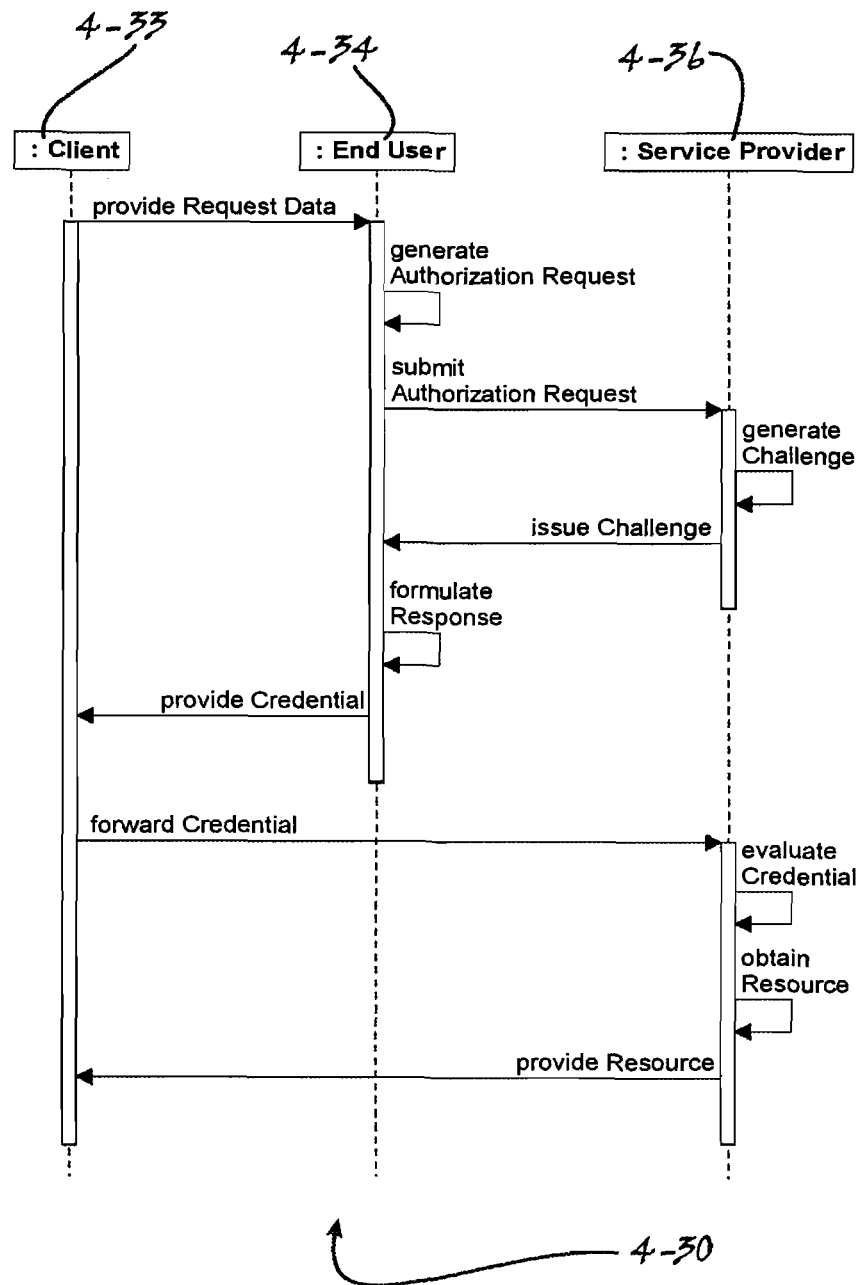 4-33
4-34
4-36
: Client
: End User
: Service Provider
provide Request Data
generate
Authorization Request
submit
Authorization Request
generate
Challenge
issue Challenge
formulate
Response
provide Credential
forward Credential
evaluate
Credential
obtain
Resource
provide Resource
4-30